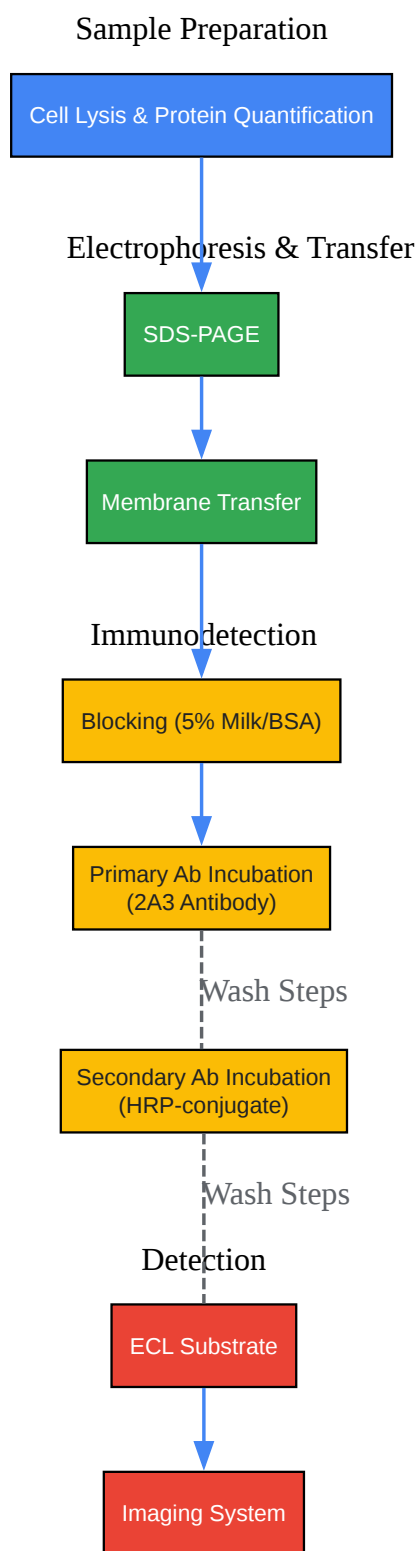 Sample Preparation
Cell Lysis & Protein Quantification
Electrophoresis & Transfer
SDS-PAGE
Membrane Transfer
Immunodetection
Blocking (5% Milk/BSA)
Primary Ab Incubation
(2A3 Antibody)
Wash Steps
Secondary Ab Incubation
(HRP-conjugate)
Wash Steps
Detection
ECL Substrate
Imaging System